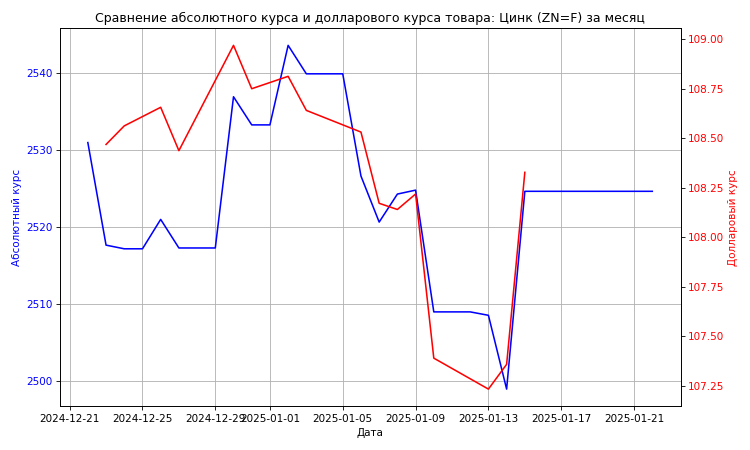 Сравнение абсолютного курса и долларового курса товара: Цинк (ZN=F) за месяц
Абсолютный курс
2540
2530
2520
2510
2500
109.00
108.75
108.50
108.25
108.00
107.75
107.50
107.25
Долларовый курс
2024-12-21 2024-12-25 2024-12-29 2025-01-01 2025-01-05 2025-01-09 2025-01-13 2025-01-17 2025-01-21
Дата